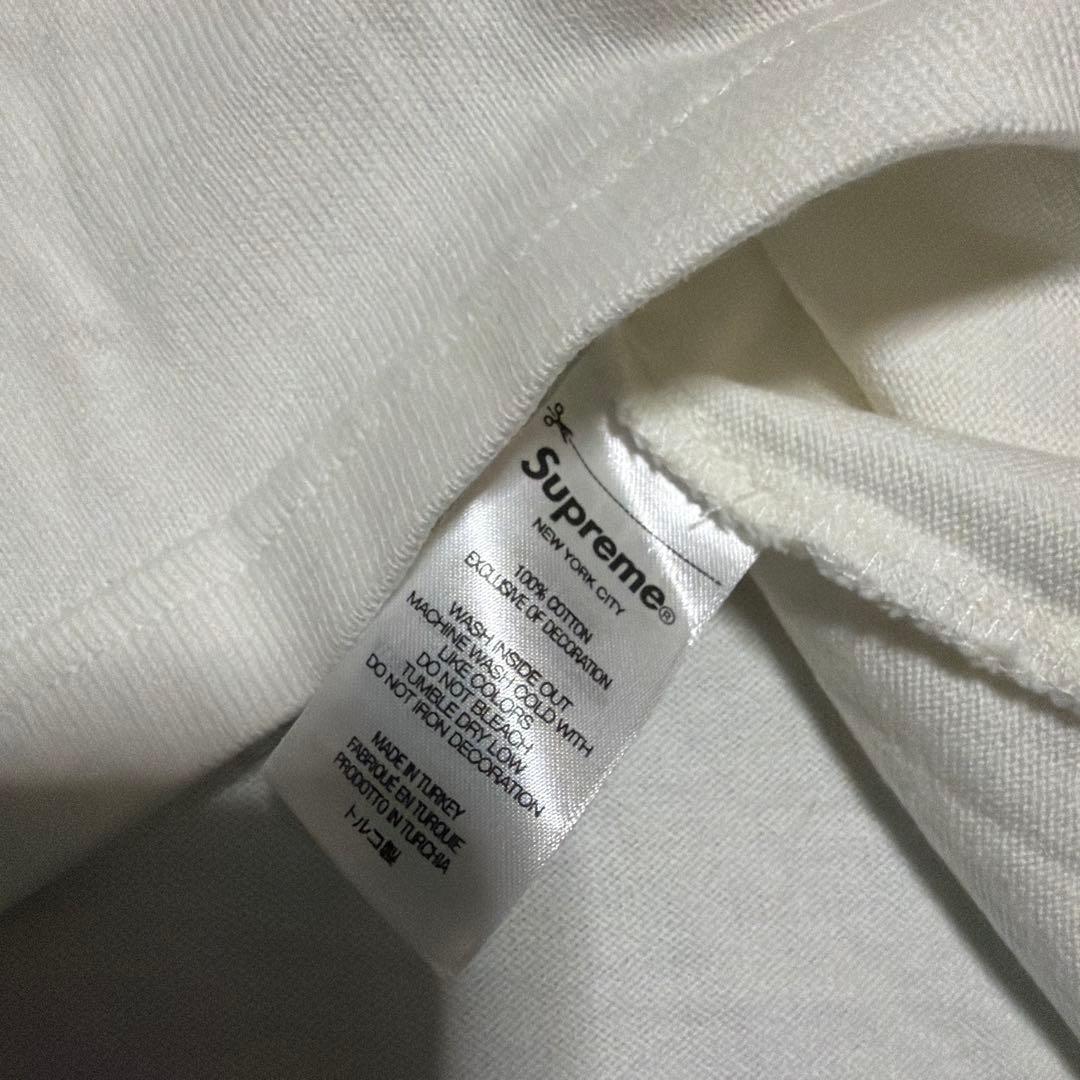 Supreme®
NEW YORK CITY
100% COTTON
EXCLUSIVE OF DECORATION
WASH INSIDE OUT
MACHINE WASH COLD WITH
LIKE COLORS
DO NOT BLEACH
TUMBLE DRY LOW
DO NOT IRON DECORATION
MADE IN TURKEY
FABRIQUÉ EN TURQUIE
PRODOTTO IN TURCHIA
トルコ製